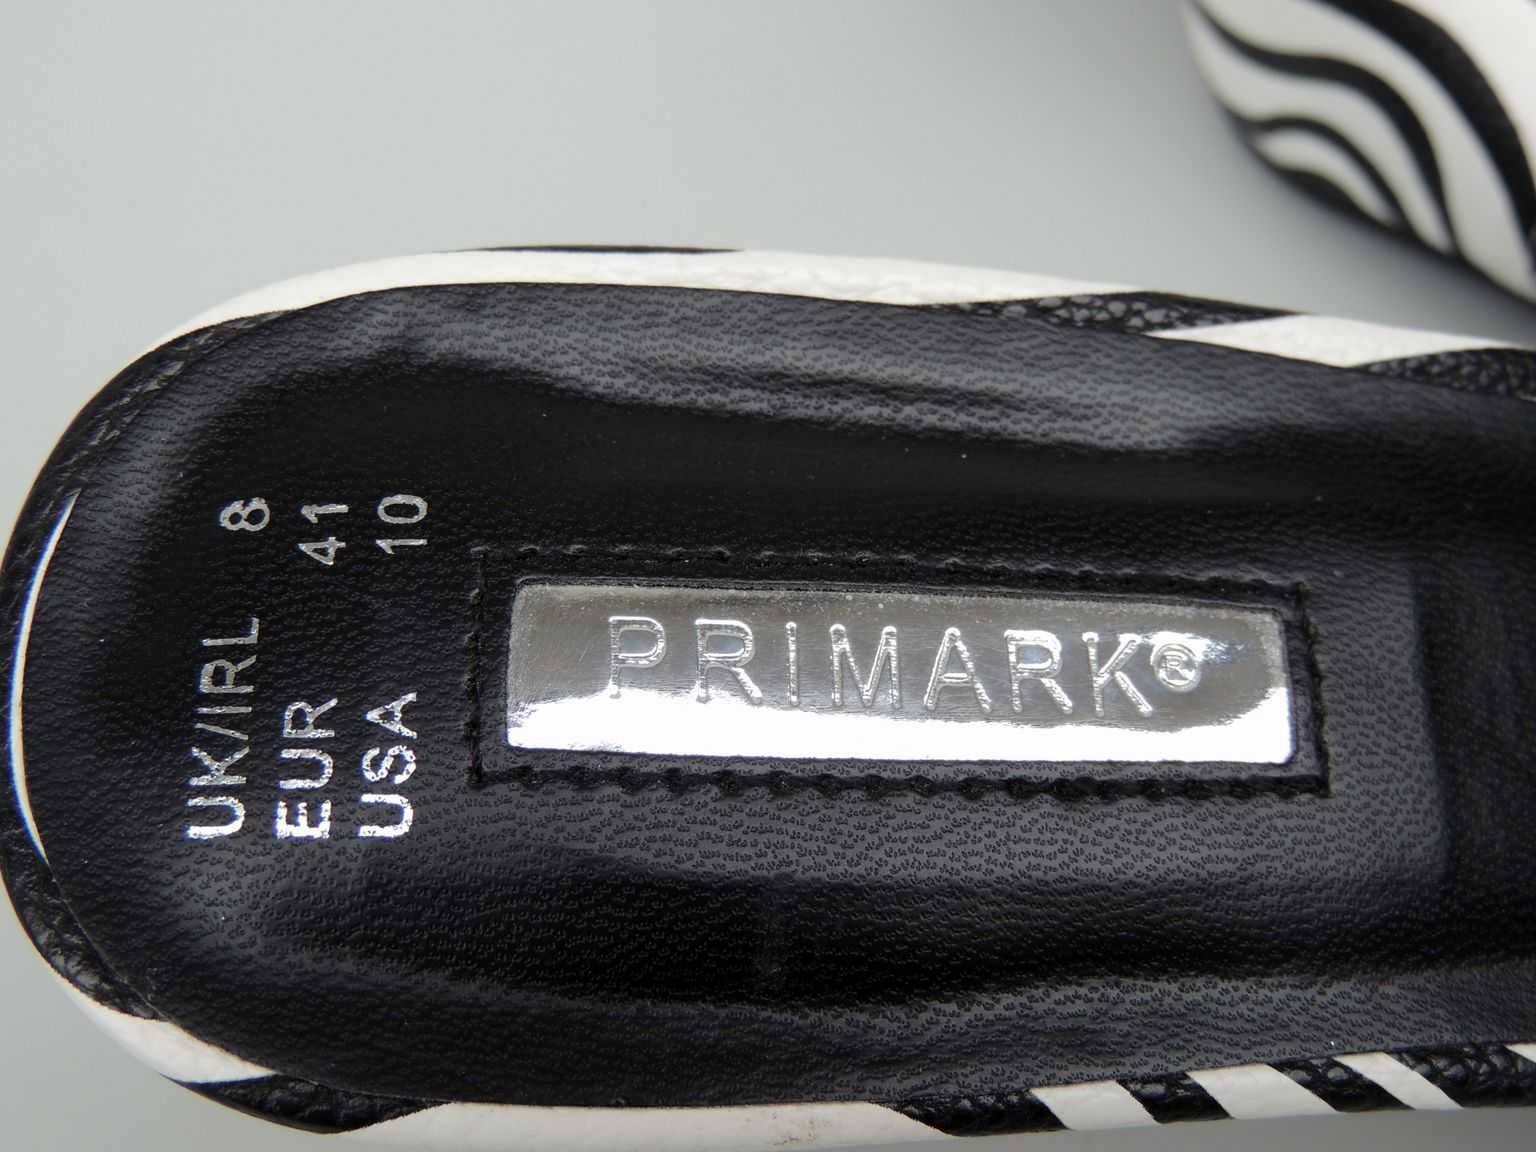 UK/IRL 8
EUR 41
USA 10
PRIMARK®